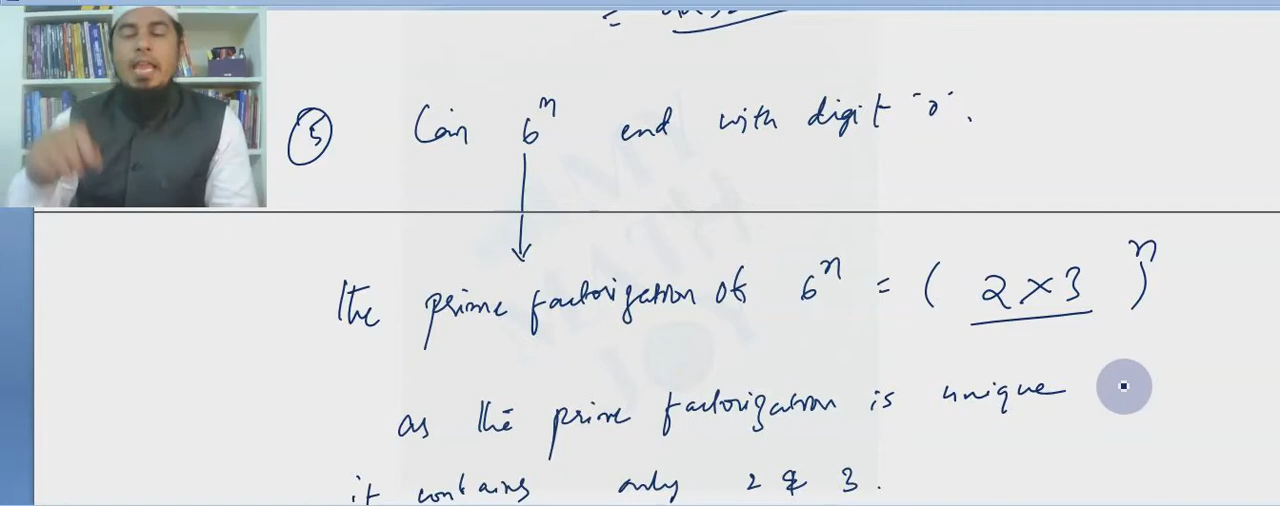 ⑤ Can 6ⁿ end with digit "0".
The prime factorization of 6ⁿ = ( 2 × 3 )ⁿ
as the prime factorization is unique
it contains only 2 & 3.